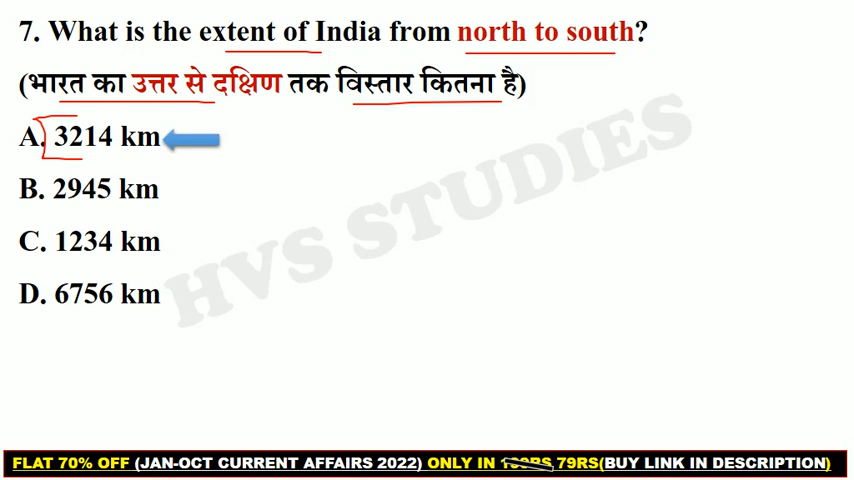 7. What is the extent of India from north to south?
(भारत का उत्तर से दक्षिण तक विस्तार कितना है)
A. 3214 km
B. 2945 km
C. 1234 km
D. 6756 km
HVS STUDIES
FLAT 70% OFF (JAN-OCT CURRENT AFFAIRS 2022) ONLY IN 79RS(BUY LINK IN DESCRIPTION)